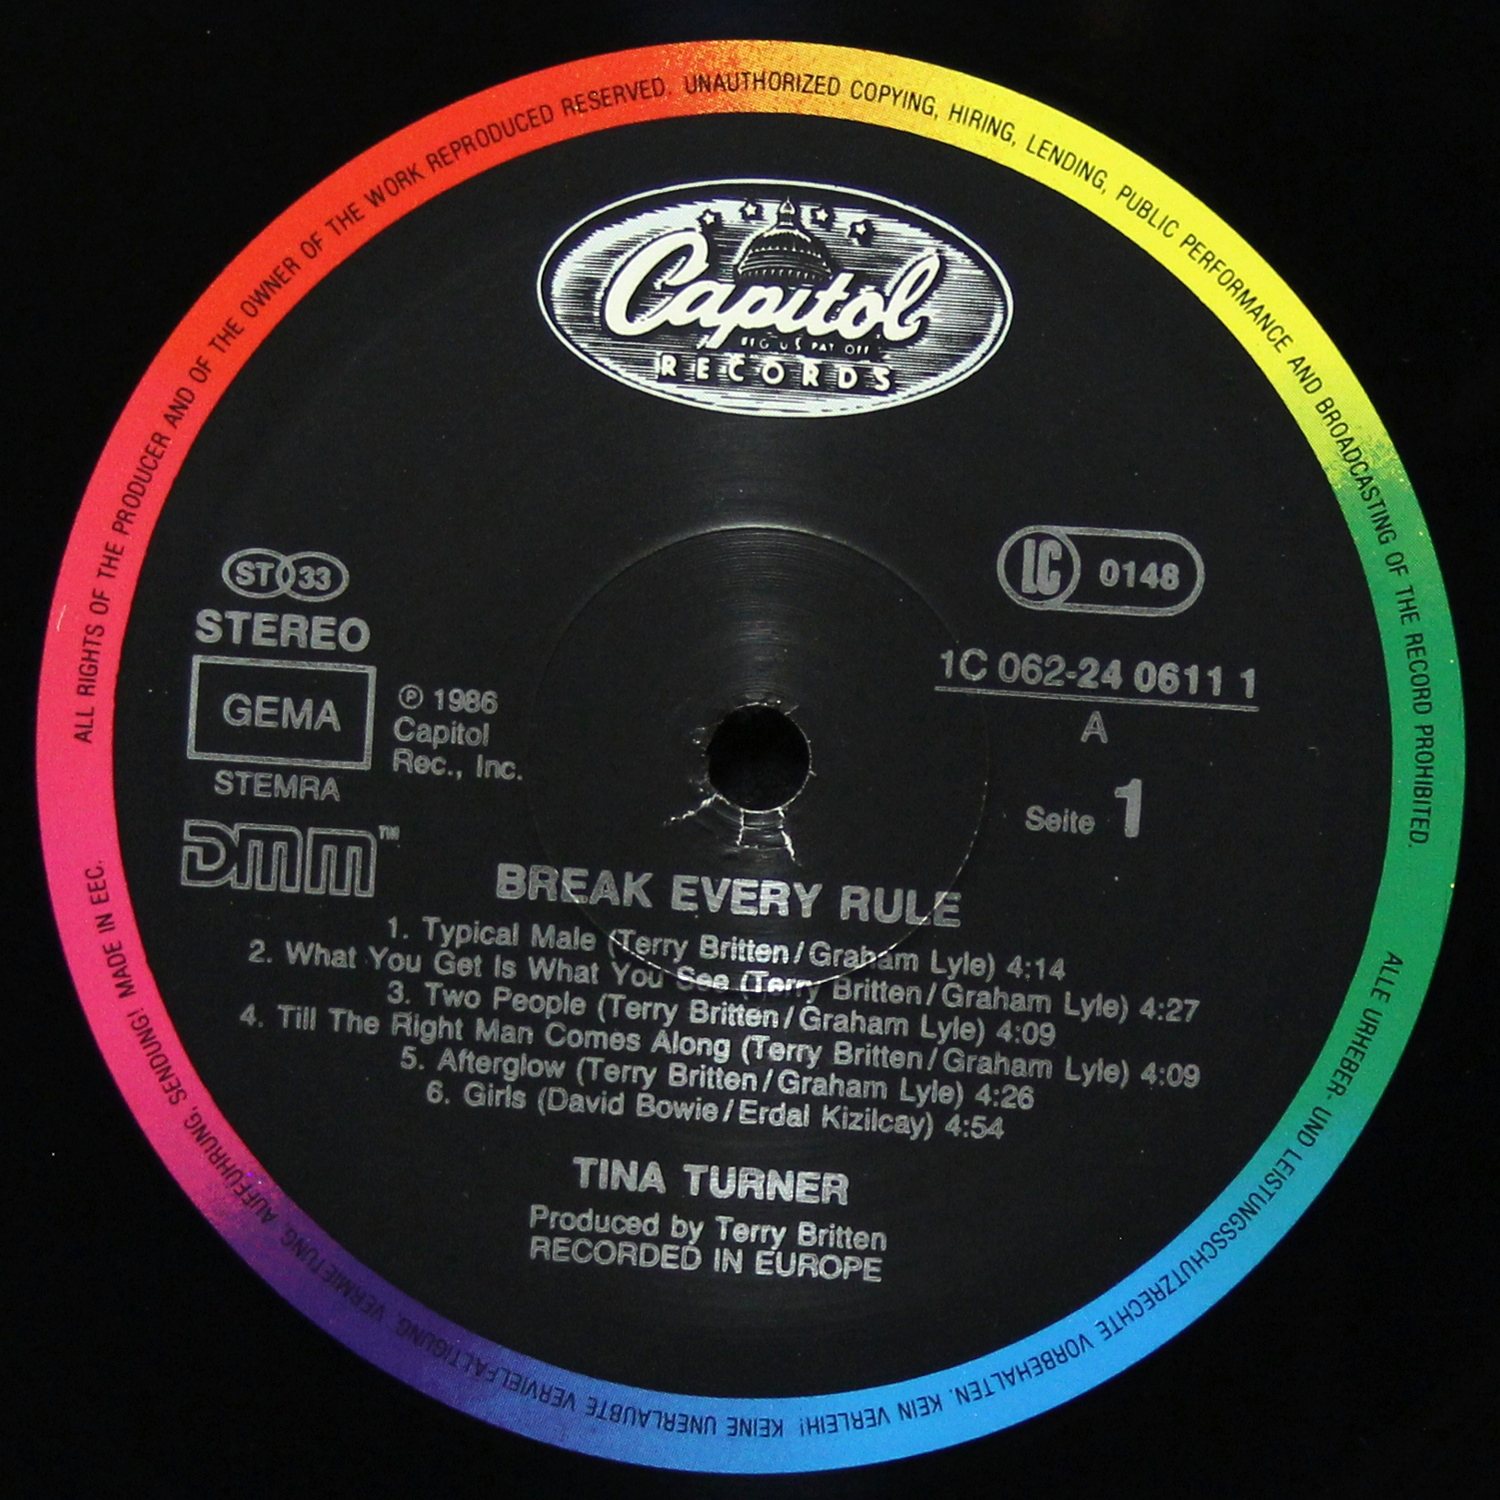 ALL RIGHTS OF THE PRODUCER AND OF THE OWNER OF THE WORK REPRODUCED RESERVED. UNAUTHORIZED COPYING, HIRING, LENDING, PUBLIC PERFORMANCE AND BROADCASTING OF THE RECORD PROHIBITED.
Capitol
RECORDS
ST 33
STEREO
GEMA
STEMRA
DMM™
℗ 1986
Capitol
Rec., Inc.
LC 0148
1C 062-24 0611 1
A
Seite 1
BREAK EVERY RULE
1. Typical Male (Terry Britten/Graham Lyle) 4:14
2. What You Get Is What You See (Terry Britten/Graham Lyle) 4:27
3. Two People (Terry Britten/Graham Lyle) 4:09
4. Till The Right Man Comes Along (Terry Britten/Graham Lyle) 4:09
5. Afterglow (Terry Britten/Graham Lyle) 4:26
6. Girls (David Bowie/Erdal Kizilcay) 4:54
TINA TURNER
Produced by Terry Britten
RECORDED IN EUROPE
ALLE URHEBER- UND LEISTUNGSSCHUTZRECHTE VORBEHALTEN. KEIN VERLEIH! KEINE UNERLAUBTE VERVIELFÄLTIGUNG, VERMIETUNG, AUFFÜHRUNG, SENDUNG! MADE IN EEC.